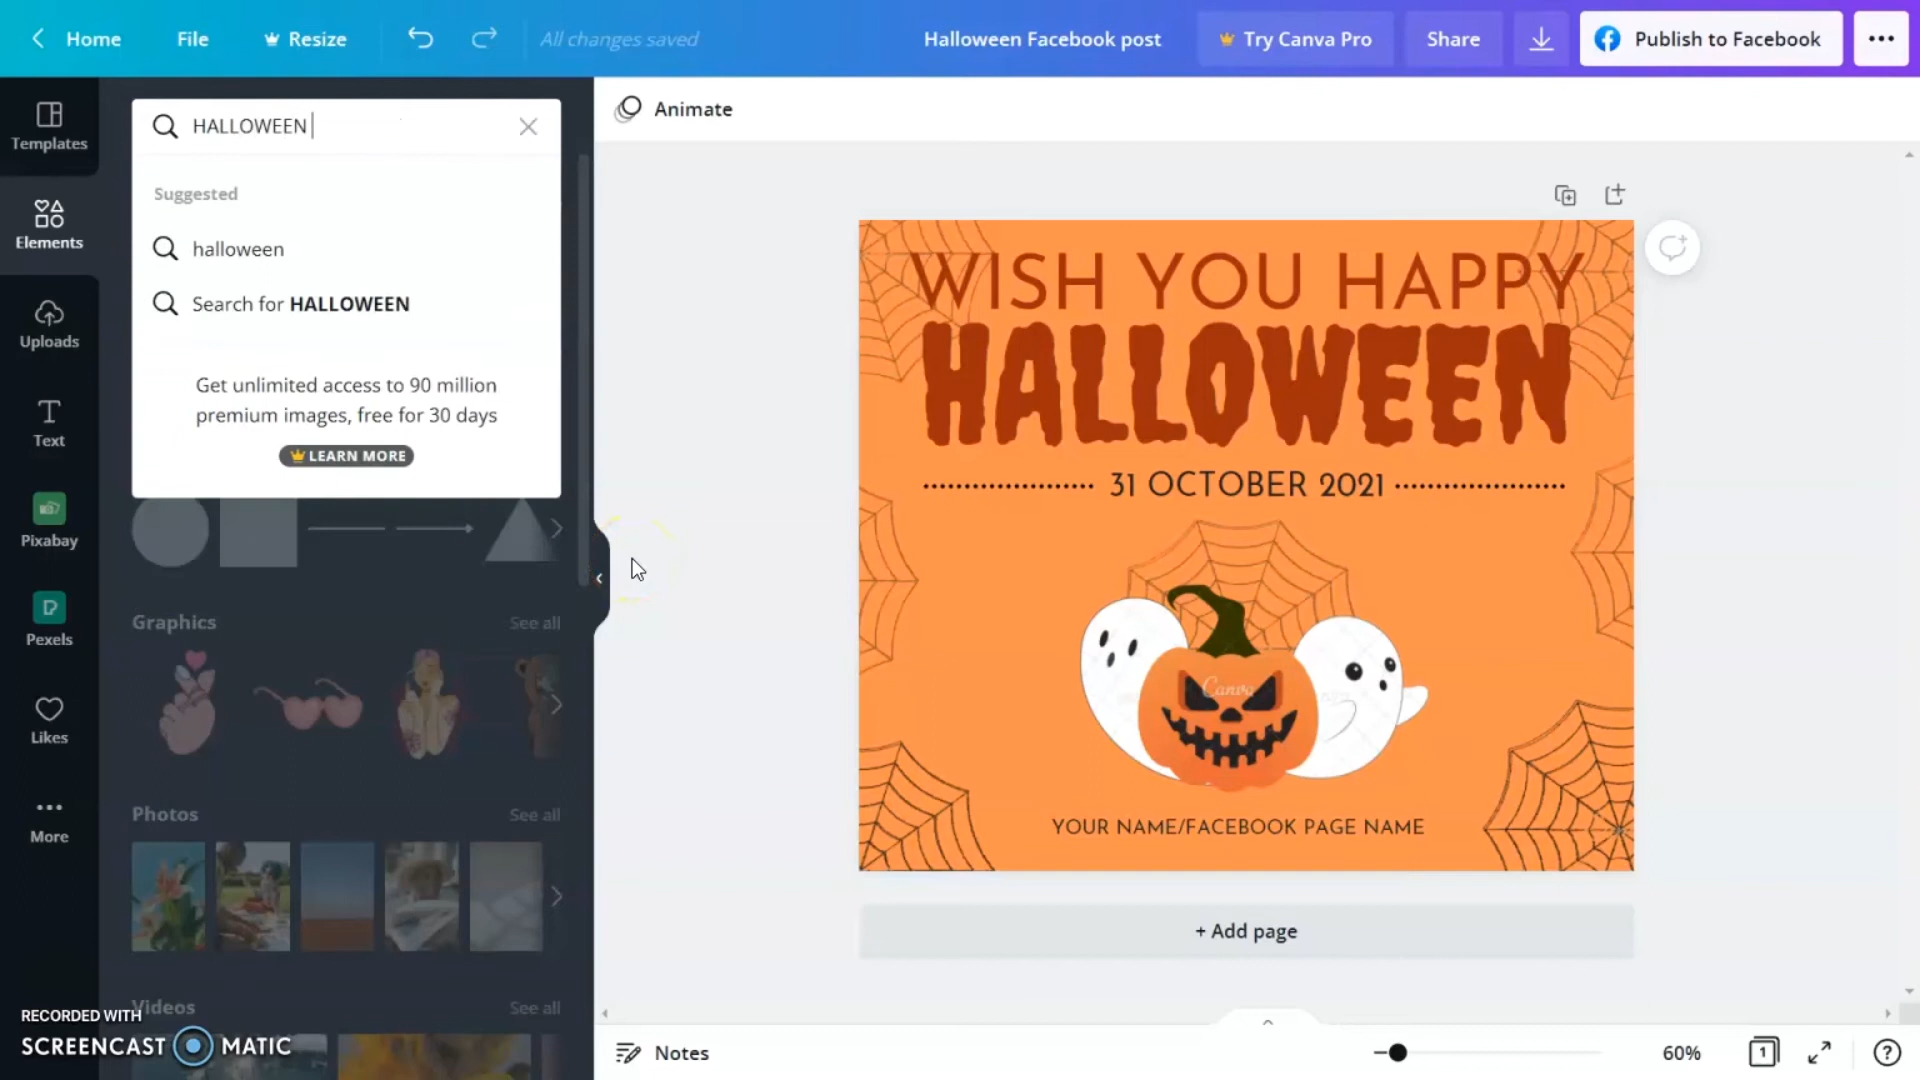 Home
File
Resize
All changes saved
Halloween Facebook post
Try Canva Pro
Share
Publish to Facebook
Templates
Elements
Uploads
Text
Pixabay
Pexels
Likes
More
HALLOWEEN
Suggested
halloween
Search for HALLOWEEN
Get unlimited access to 90 million
premium images, free for 30 days
LEARN MORE
Graphics
See all
Photos
See all
Videos
See all
Animate
WISH YOU HAPPY
HALLOWEEN
31 OCTOBER 2021
Canva
YOUR NAME/FACEBOOK PAGE NAME
+ Add page
Notes
60%
1
?
RECORDED WITH
SCREENCAST MATIC